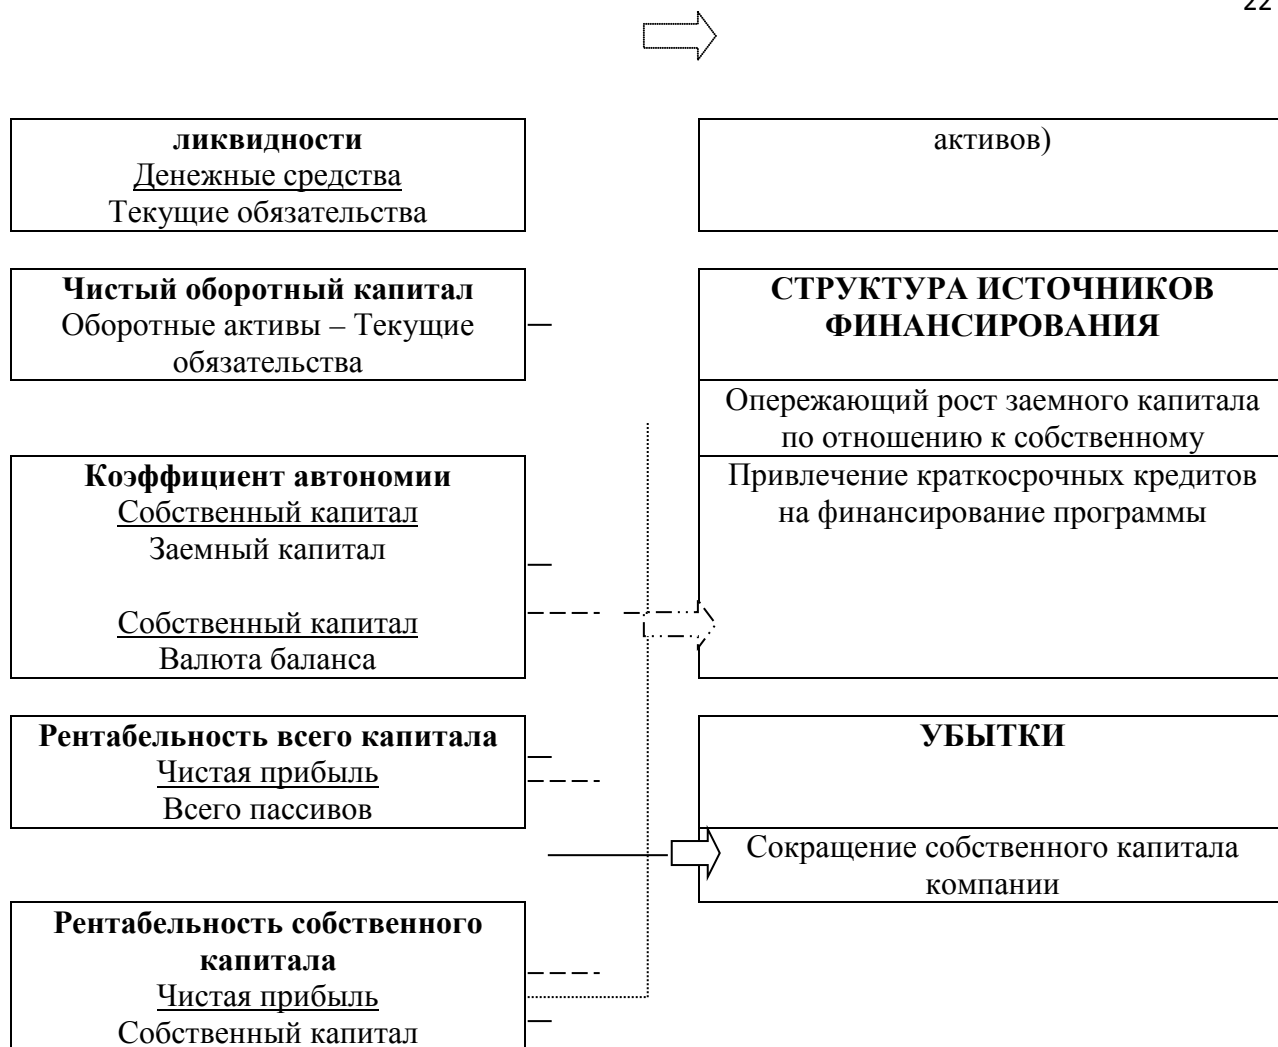 22
ликвидности
Денежные средства
Текущие обязательства
активов)
Чистый оборотный капитал
Оборотные активы – Текущие
обязательства
СТРУКТУРА ИСТОЧНИКОВ
ФИНАНСИРОВАНИЯ
Опережающий рост заемного капитала
по отношению к собственному
Коэффициент автономии
Собственный капитал
Заемный капитал
Собственный капитал
Валюта баланса
Привлечение краткосрочных кредитов
на финансирование программы
Рентабельность всего капитала
Чистая прибыль
Всего пассивов
УБЫТКИ
Сокращение собственного капитала
компании
Рентабельность собственного
капитала
Чистая прибыль
Собственный капитал